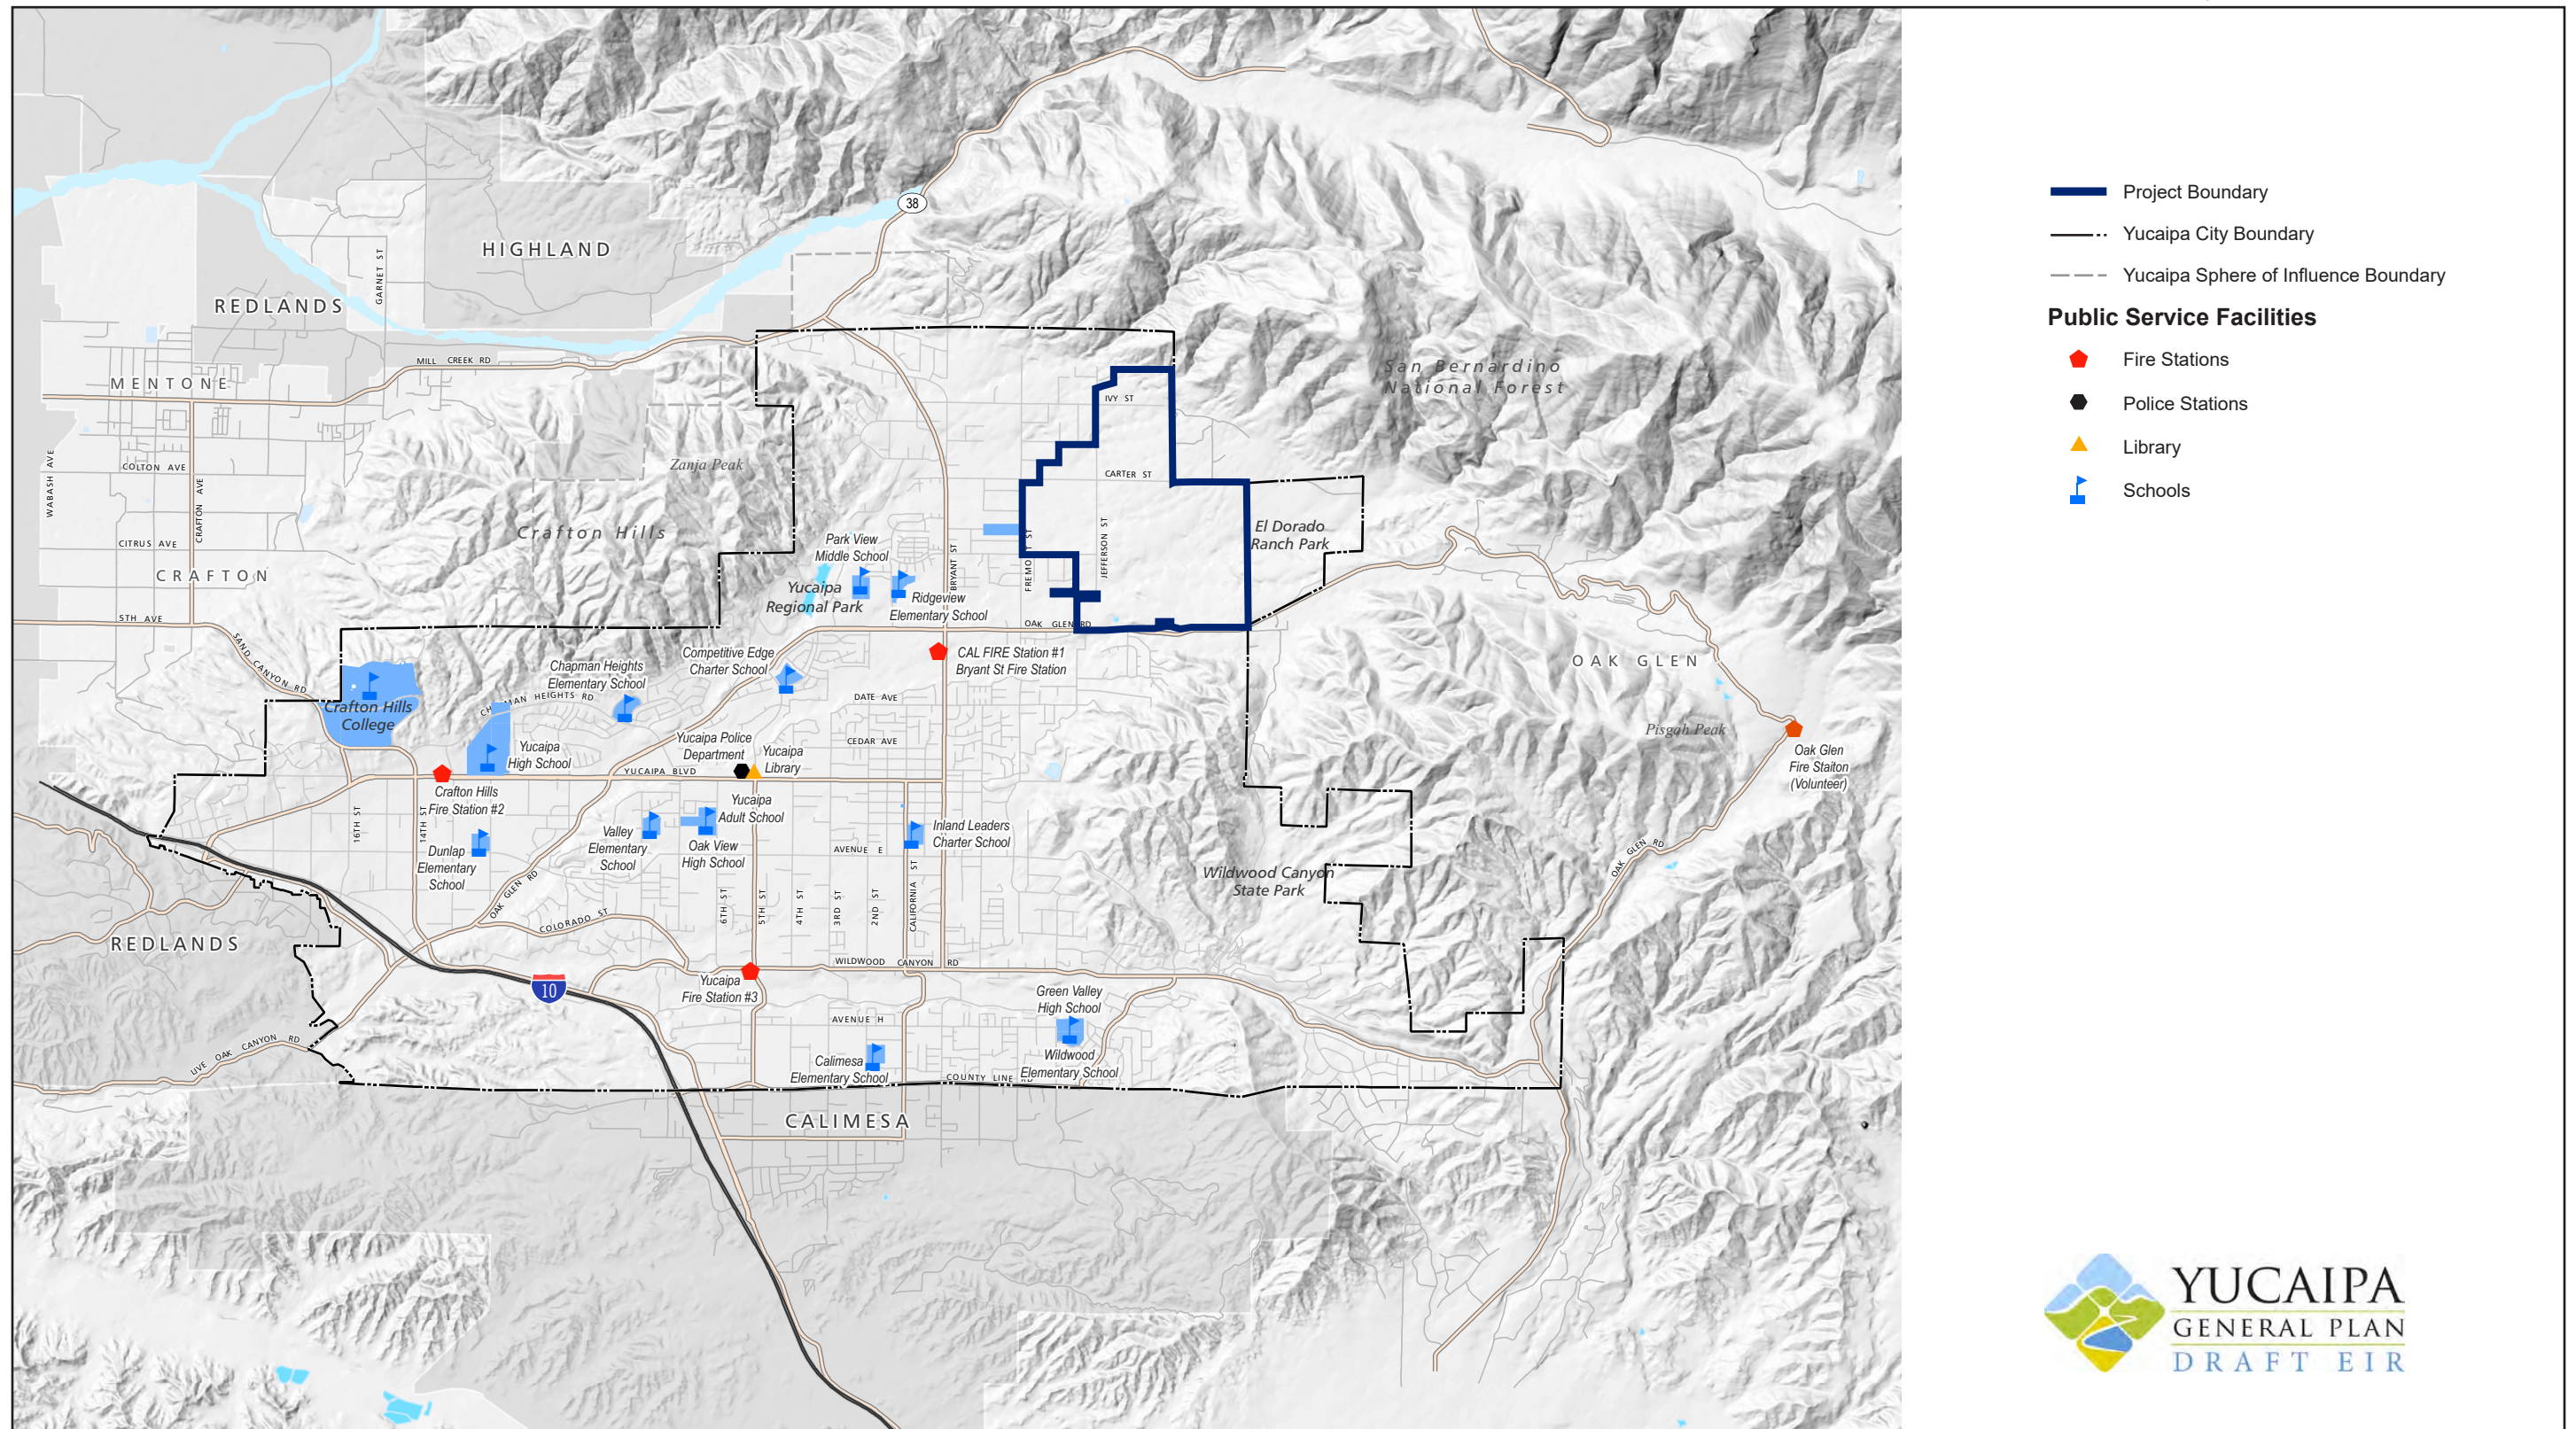 38
HIGHLAND
REDLANDS
GARNET ST
MILL CREEK RD
MENTONE
San Bernardino
National Forest
IVY ST
WABASH AVE
COLTON AVE
CRAFTON AVE
Zanja Peak
CARTER ST
Crafton Hills
CITRUS AVE
CRAFTON
El Dorado
Ranch Park
Park View
Middle School
BRYANT ST
FREMONT ST
JEFFERSON ST
Yucaipa
Regional Park
Ridgeview
Elementary School
5TH AVE
SAND CANYON RD
OAK GLEN RD
CAL FIRE Station #1
Bryant St Fire Station
Competitive Edge
Charter School
Chapman Heights
Elementary School
OAK GLEN
CHAPMAN HEIGHTS RD
DATE AVE
Crafton Hills
College
Pisgah Peak
Yucaipa
High School
Yucaipa Police
Department
Yucaipa
Library
CEDAR AVE
Oak Glen
Fire Staiton
(Volunteer)
YUCAIPA BLVD
Crafton Hills
Fire Station #2
16TH ST
14TH ST
Yucaipa
Adult School
Valley
Elementary
School
Oak View
High School
Inland Leaders
Charter School
Dunlap
Elementary
School
AVENUE E
OAK GLEN RD
Wildwood Canyon
State Park
OAK GLEN RD
6TH ST
5TH ST
4TH ST
3RD ST
2ND ST
CALIFORNIA ST
COLORADO ST
REDLANDS
WILDWOOD CANYON RD
10
Yucaipa
Fire Station #3
Green Valley
High School
AVENUE H
LIVE OAK CANYON RD
Calimesa
Elementary School
Wildwood
Elementary School
COUNTY LINE RD
CALIMESA
Project Boundary
Yucaipa City Boundary
Yucaipa Sphere of Influence Boundary
Public Service Facilities
Fire Stations
Police Stations
Library
Schools
YUCAIPA
GENERAL PLAN
DRAFT EIR